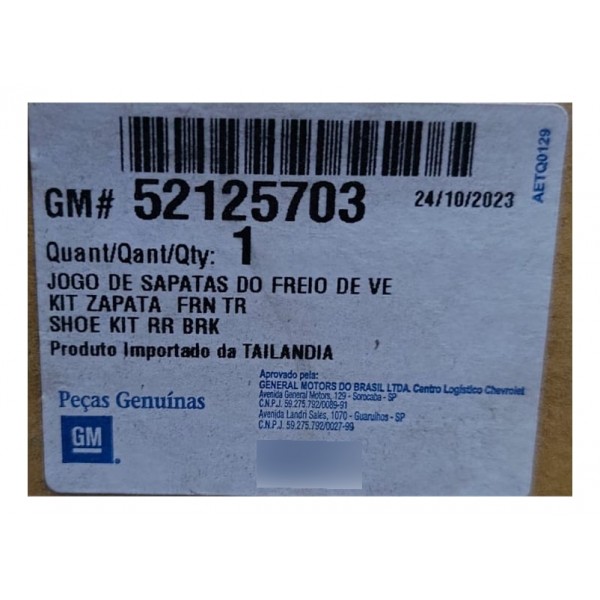 AETQ0129
GM# 52125703 24/10/2023
Quant/Qant/Qty: 1
JOGO DE SAPATAS DO FREIO DE VE
KIT ZAPATA FRN TR
SHOE KIT RR BRK
Produto Importado da TAILANDIA
Aprovado pela:
GENERAL MOTORS DO BRASIL LTDA. Centro Logístico Chevrolet
Avenida General Motors, 129 - Sorocaba - SP
C.N.P.J. 59.275.792/0089-91
Avenida Landri Sales, 1070 - Guarulhos - SP
C.N.P.J. 59.275.792/0027-99
Peças Genuínas
GM